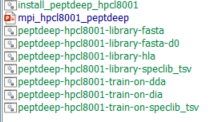 install_peptdeep_hpcl8001
mpi_hpcl8001_peptdeep
peptdeep-hpcl8001-library-fasta
peptdeep-hpcl8001-library-fasta-d0
peptdeep-hpcl8001-library-hla
peptdeep-hpcl8001-library-speclib_tsv
peptdeep-hpcl8001-train-on-dda
peptdeep-hpcl8001-train-on-dia
peptdeep-hpcl8001-train-on-speclib_tsv